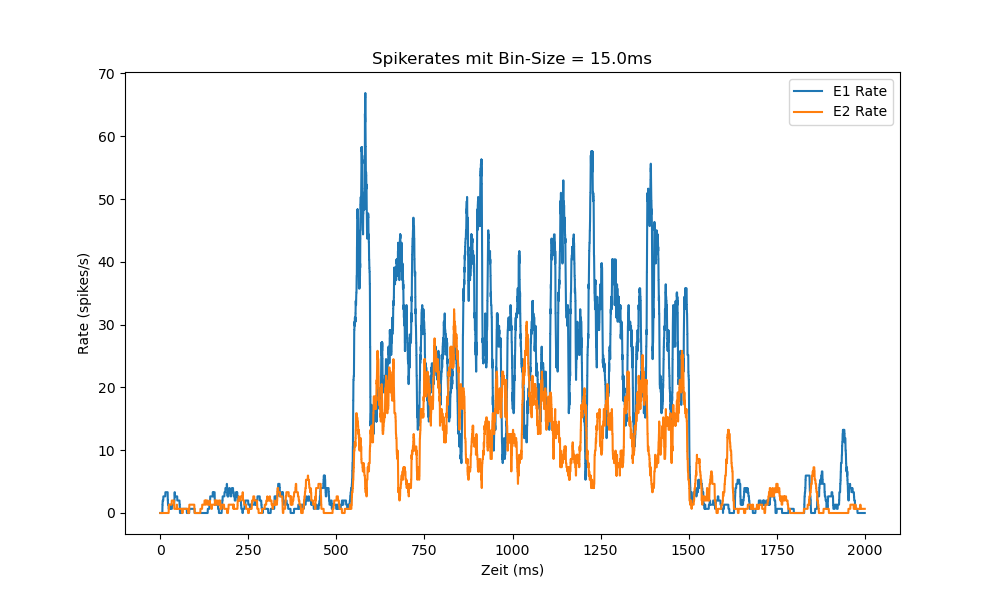 Spikerates mit Bin-Size = 15.0ms
E1 Rate
E2 Rate
70
60
50
40
30
20
10
0
Rate (spikes/s)
0 250 500 750 1000 1250 1500 1750 2000
Zeit (ms)